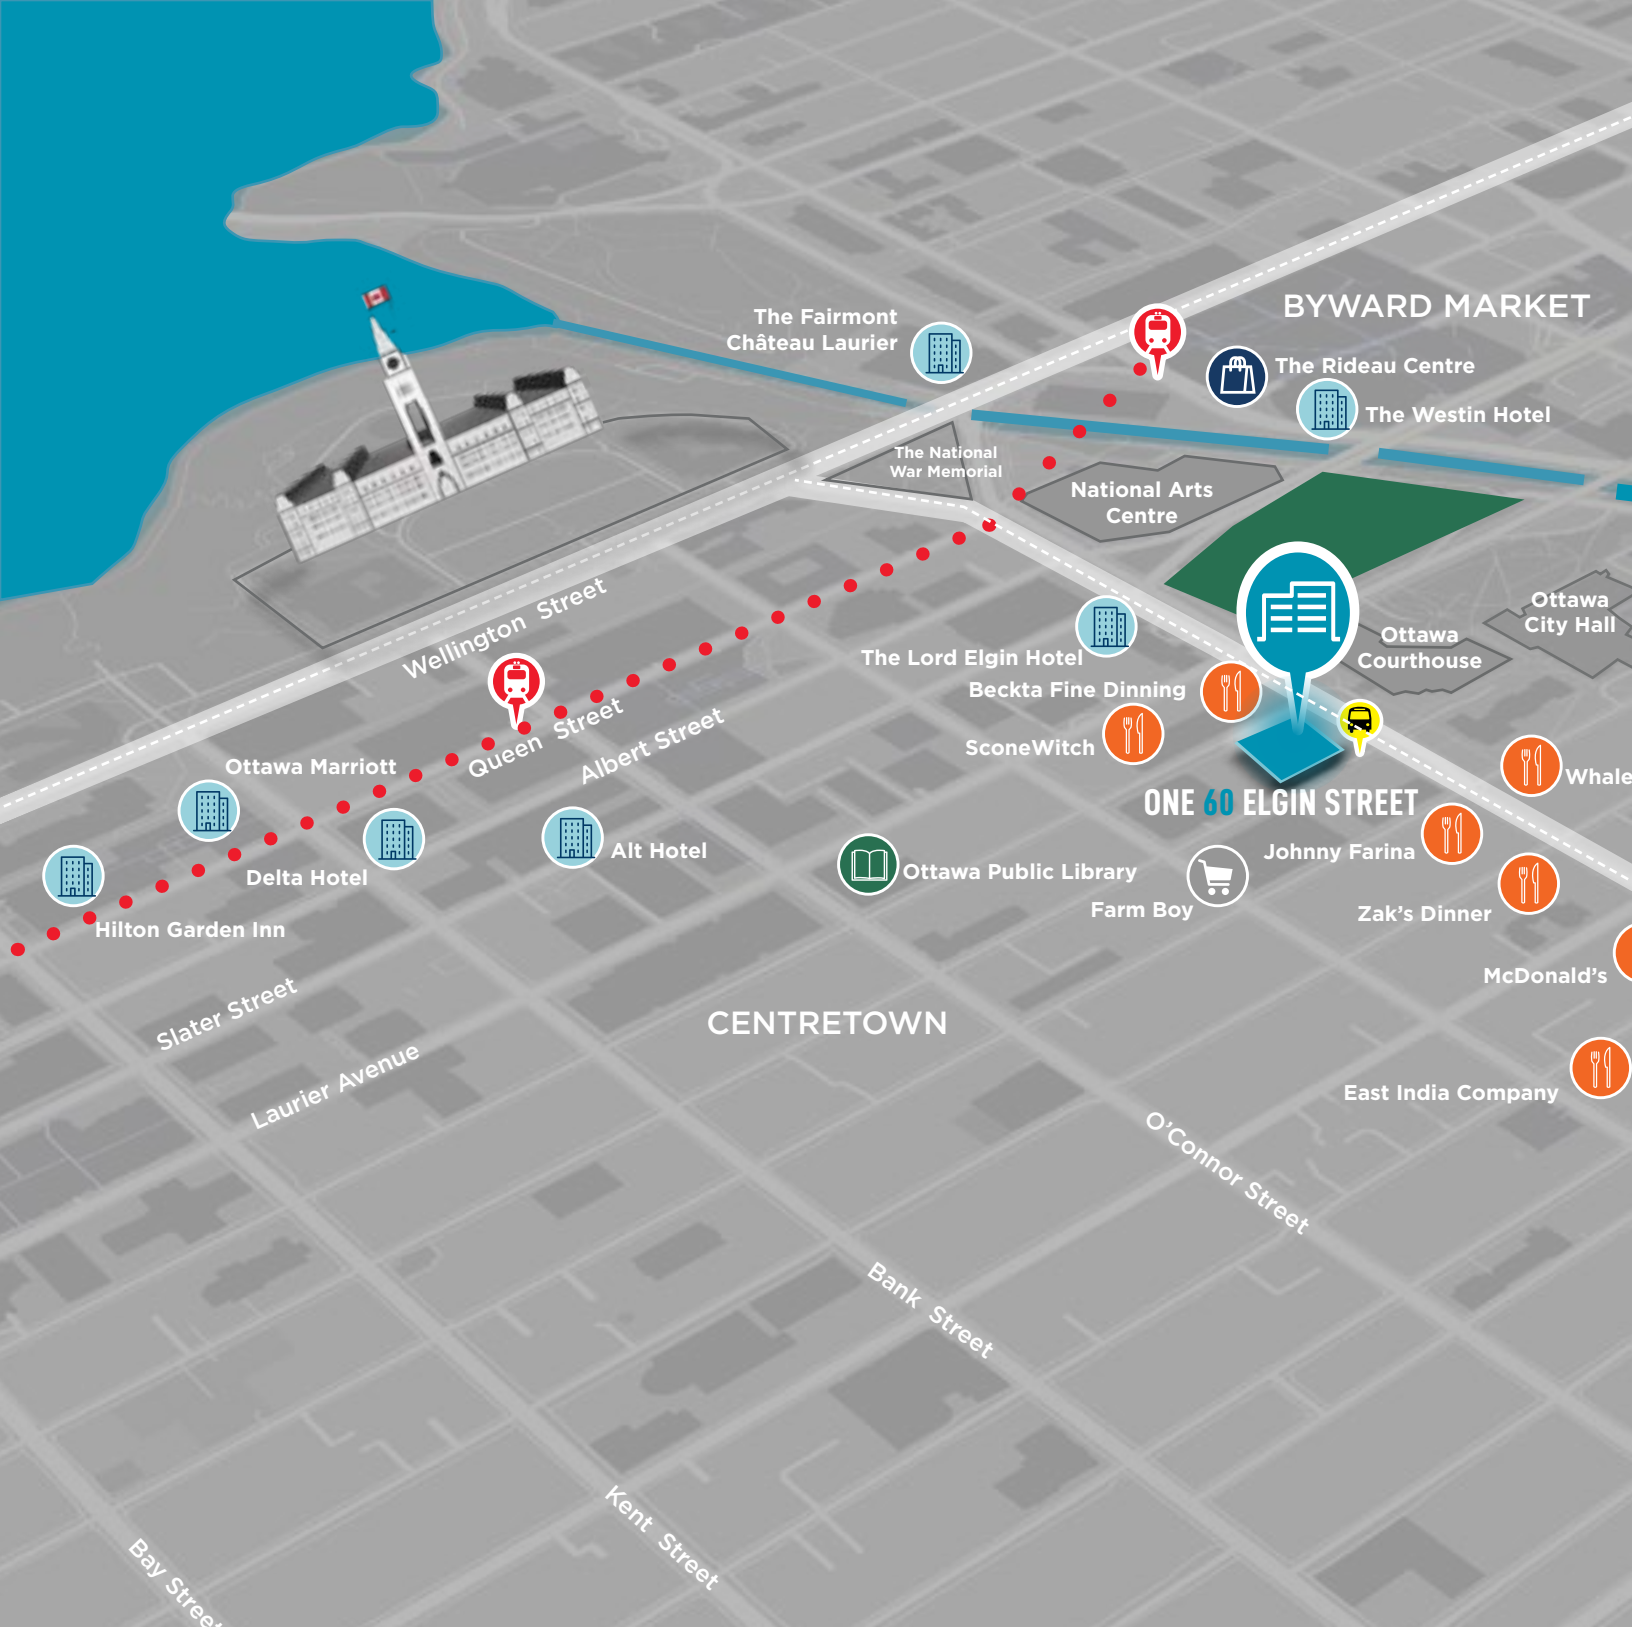 BYWARD MARKET
The Fairmont
Château Laurier
The Rideau Centre
The Westin Hotel
The National
War Memorial
National Arts
Centre
Wellington Street
Ottawa
City Hall
Ottawa
Courthouse
The Lord Elgin Hotel
Beckta Fine Dinning
SconeWitch
Queen Street
Albert Street
Ottawa Marriott
Whale
ONE 60 ELGIN STREET
Johnny Farina
Alt Hotel
Delta Hotel
Ottawa Public Library
Farm Boy
Zak's Dinner
Hilton Garden Inn
McDonald's
Slater Street
CENTRETOWN
Laurier Avenue
East India Company
O'Connor Street
Bank Street
Kent Street
Bay Street